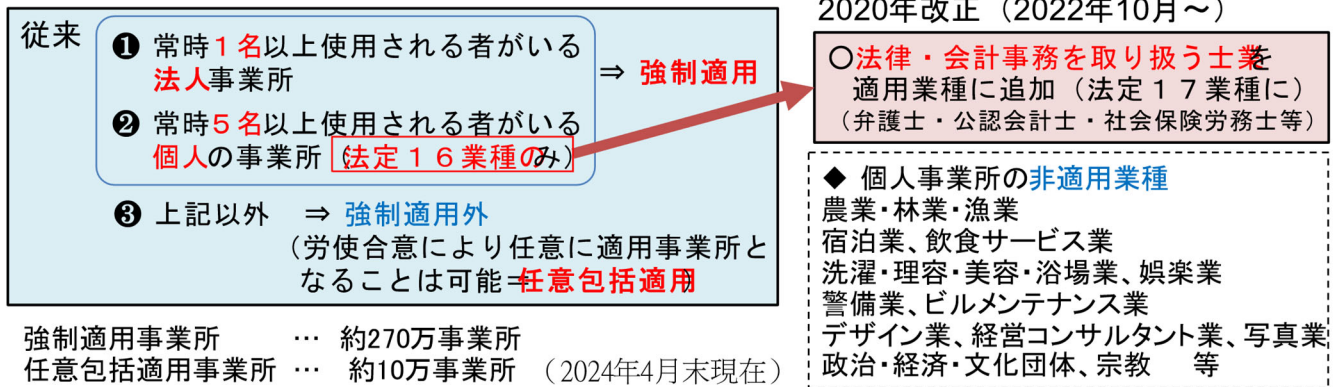 従来
❶ 常時1名以上使用される者がいる
法人事業所
⇒ 強制適用
❷ 常時5名以上使用される者がいる
個人の事業所（法定16業種のみ）
❸ 上記以外 ⇒ 強制適用外
（労使合意により任意に適用事業所と
なることは可能＝任意包括適用）
強制適用事業所 … 約270万事業所
任意包括適用事業所 … 約10万事業所 （2024年4月末現在）
2020年改正（2022年10月～）
○法律・会計事務を取り扱う士業を
適用業種に追加（法定17業種に）
（弁護士・公認会計士・社会保険労務士等）
◆ 個人事業所の非適用業種
農業・林業・漁業
宿泊業、飲食サービス業
洗濯・理容・美容・浴場業、娯楽業
警備業、ビルメンテナンス業
デザイン業、経営コンサルタント業、写真業
政治・経済・文化団体、宗教 等